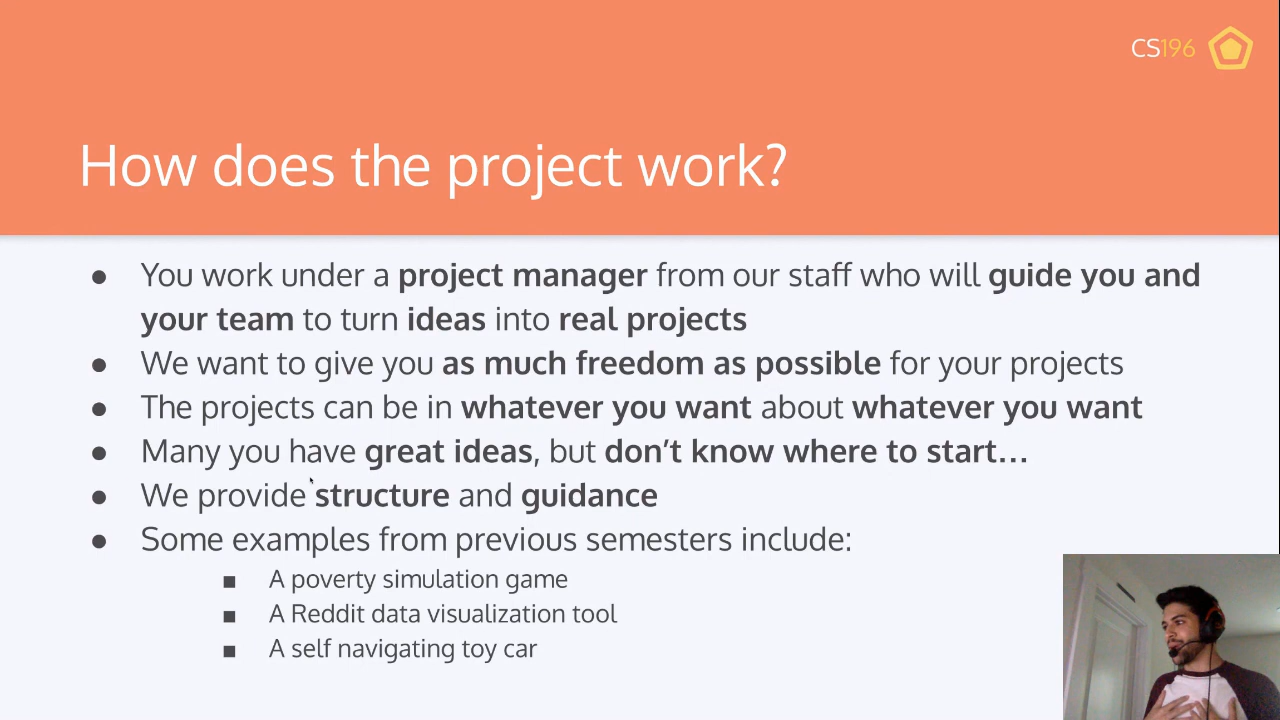 CS196
How does the project work?
● You work under a project manager from our staff who will guide you and
your team to turn ideas into real projects
● We want to give you as much freedom as possible for your projects
● The projects can be in whatever you want about whatever you want
● Many you have great ideas, but don’t know where to start…
● We provide structure and guidance
● Some examples from previous semesters include:
■ A poverty simulation game
■ A Reddit data visualization tool
■ A self navigating toy car